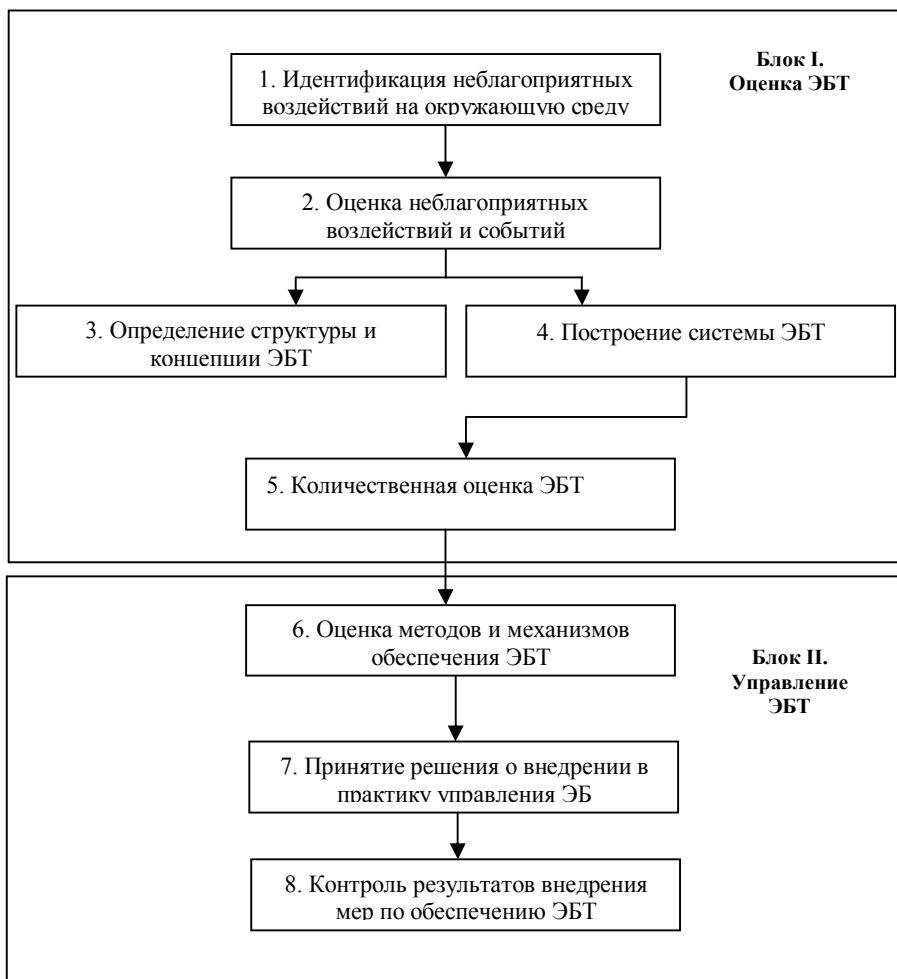 Блок I.
Оценка ЭБТ
1. Идентификация неблагоприятных
воздействий на окружающую среду
2. Оценка неблагоприятных
воздействий и событий
3. Определение структуры и
концепции ЭБТ
4. Построение системы ЭБТ
5. Количественная оценка ЭБТ
6. Оценка методов и механизмов
обеспечения ЭБТ
Блок II.
Управление
ЭБТ
7. Принятие решения о внедрении в
практику управления ЭБ
8. Контроль результатов внедрения
мер по обеспечению ЭБТ